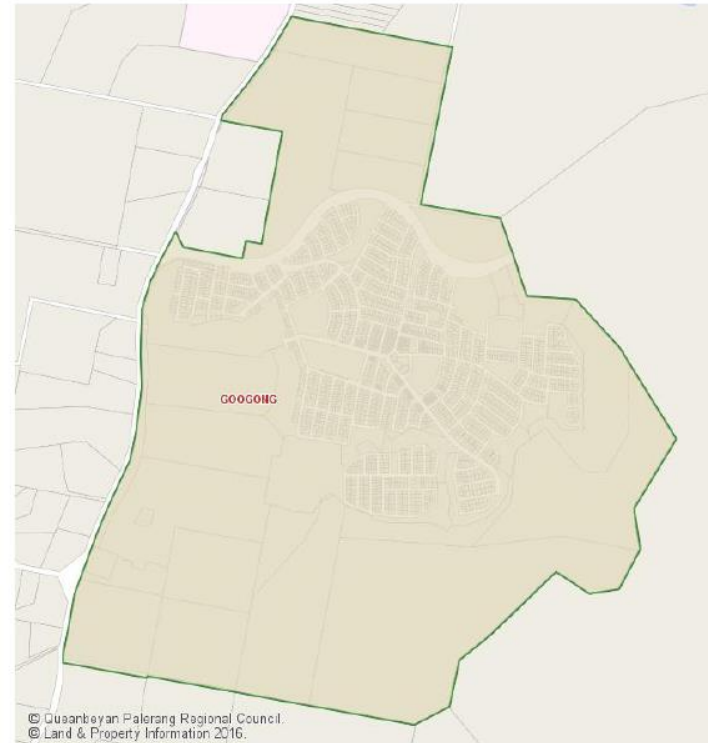 GOOGONG
© Queanbeyan Palerang Regional Council.
© Land & Property Information 2016.